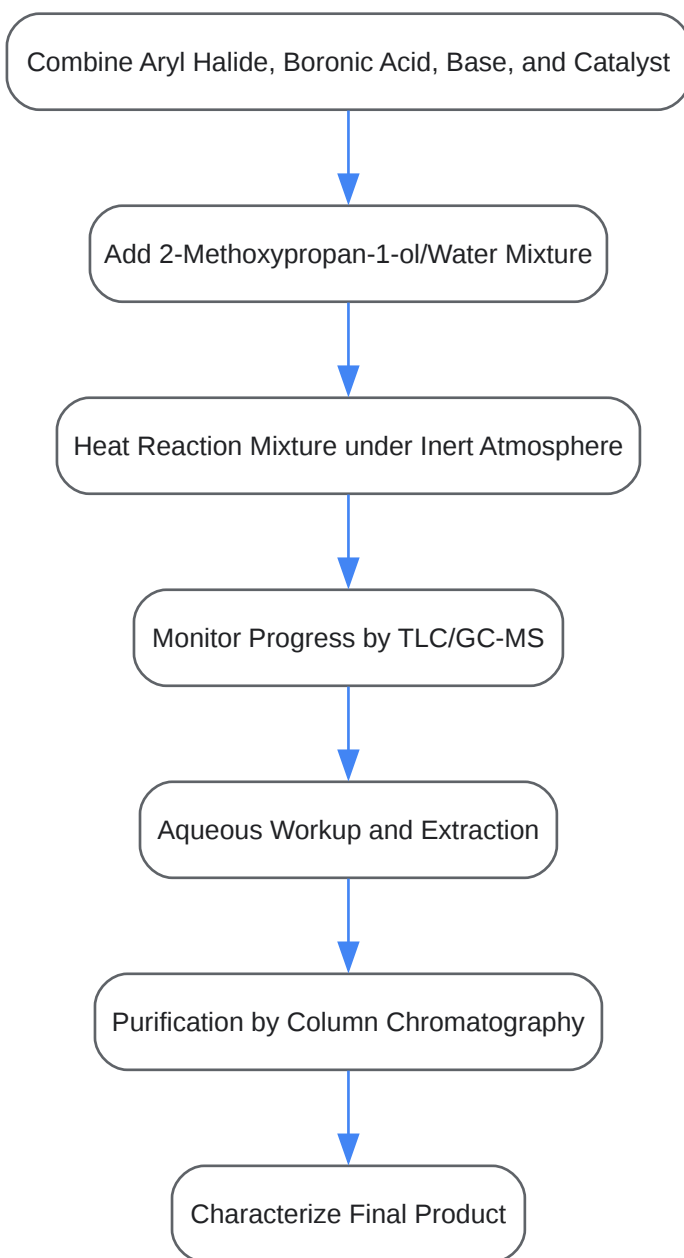 Combine Aryl Halide, Boronic Acid, Base, and Catalyst
Add 2-Methoxypropan-1-ol/Water Mixture
Heat Reaction Mixture under Inert Atmosphere
Monitor Progress by TLC/GC-MS
Aqueous Workup and Extraction
Purification by Column Chromatography
Characterize Final Product